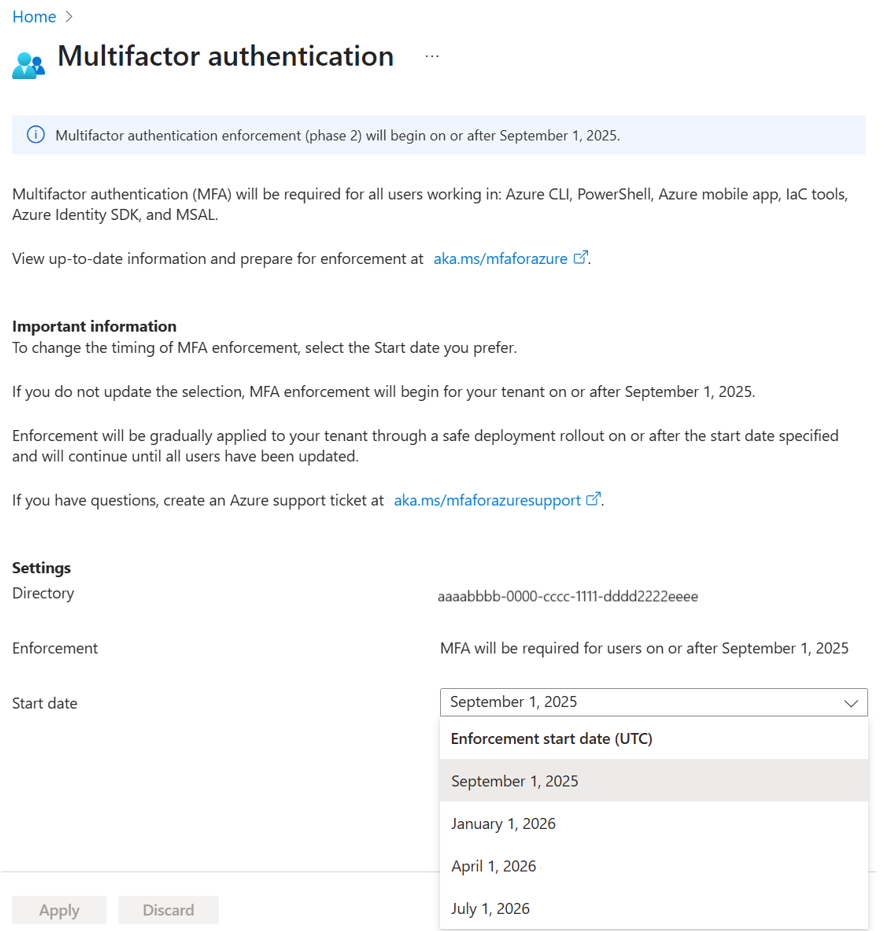 Home
Multifactor authentication ...
Multifactor authentication enforcement (phase 2) will begin on or after September 1, 2025.
Multifactor authentication (MFA) will be required for all users working in: Azure CLI, PowerShell, Azure mobile app, IaC tools,
Azure Identity SDK, and MSAL.
View up-to-date information and prepare for enforcement at aka.ms/mfaforazure.
Important information
To change the timing of MFA enforcement, select the Start date you prefer.
If you do not update the selection, MFA enforcement will begin for your tenant on or after September 1, 2025.
Enforcement will be gradually applied to your tenant through a safe deployment rollout on or after the start date specified
and will continue until all users have been updated.
If you have questions, create an Azure support ticket at aka.ms/mfaforazuresupport.
Settings
Directory aaaabbbb-0000-cccc-1111-dddd2222eeee
Enforcement MFA will be required for users on or after September 1, 2025
Start date September 1, 2025
Enforcement start date (UTC)
September 1, 2025
January 1, 2026
April 1, 2026
July 1, 2026
Apply Discard